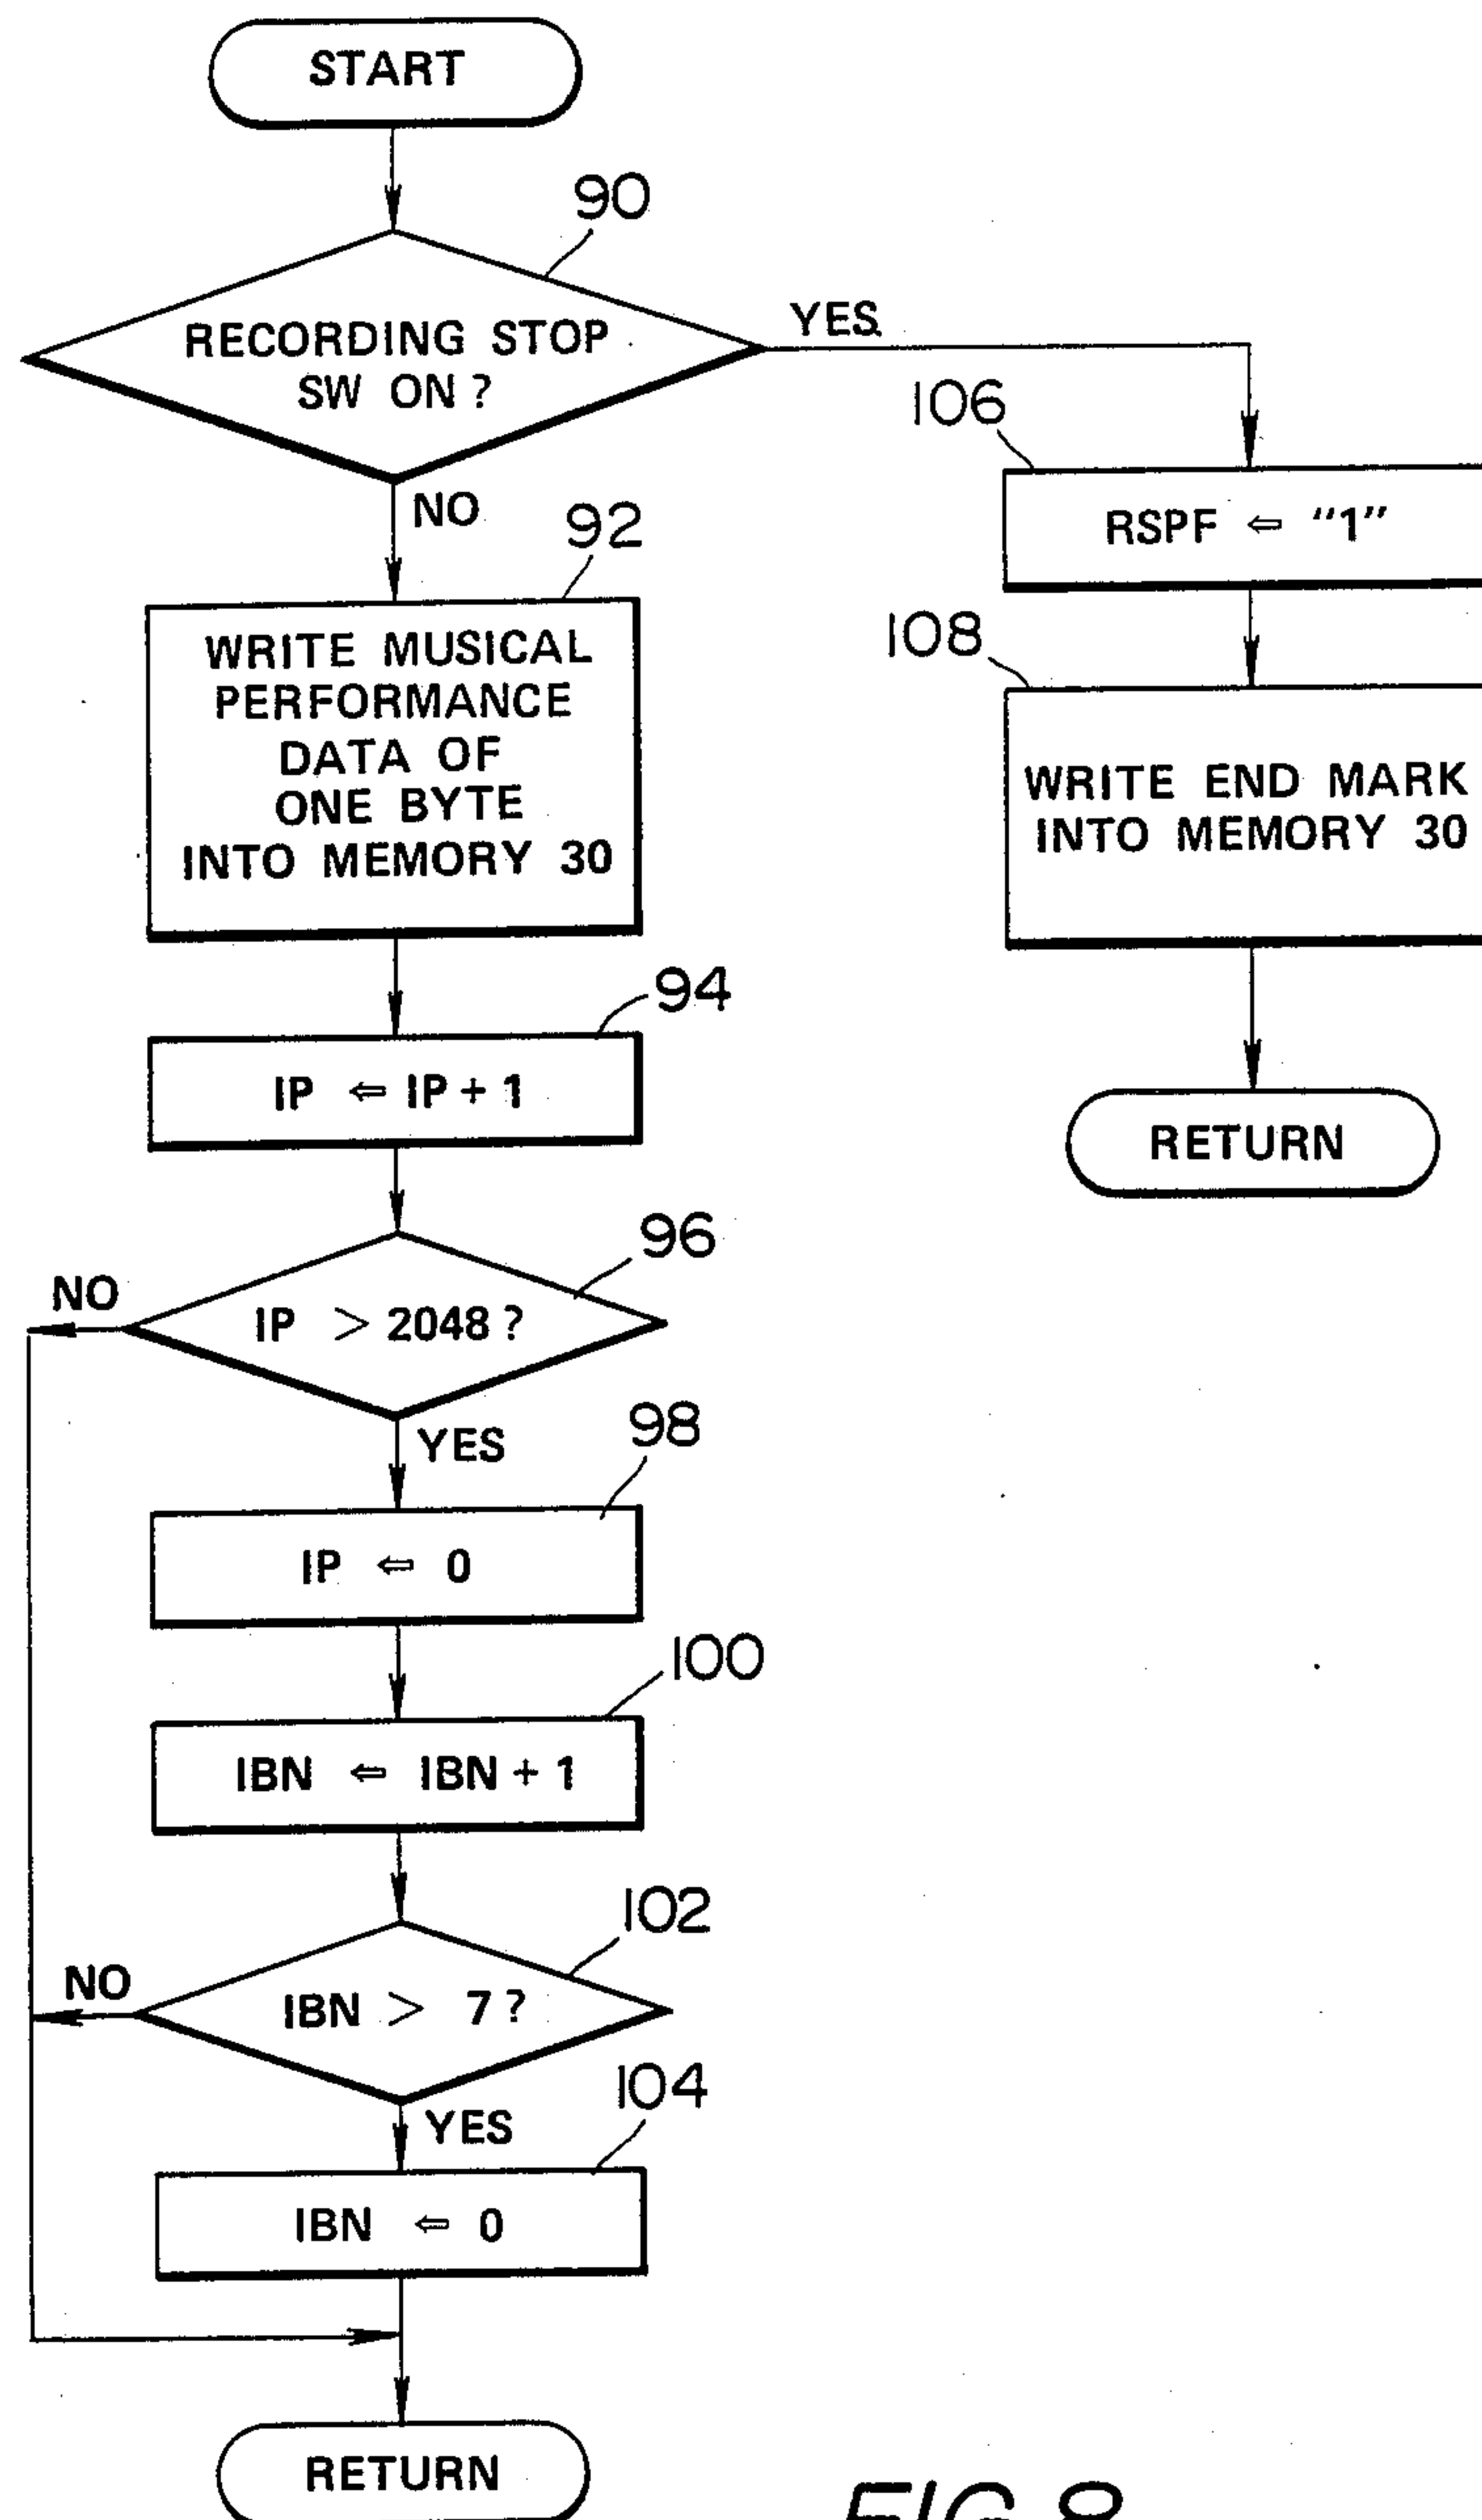 START
90
RECORDING STOP
SW ON ?
YES
NO
106
RSPF ⇐ "1"
92
WRITE MUSICAL
PERFORMANCE
DATA OF
ONE BYTE
INTO MEMORY 30
108
WRITE END MARK
INTO MEMORY 30
94
IP ⇐ IP + 1
RETURN
96
IP > 2048 ?
NO
YES
98
IP ⇐ 0
100
IBN ⇐ IBN + 1
102
IBN > 7 ?
NO
YES
104
IBN ⇐ 0
RETURN
FIG. 8